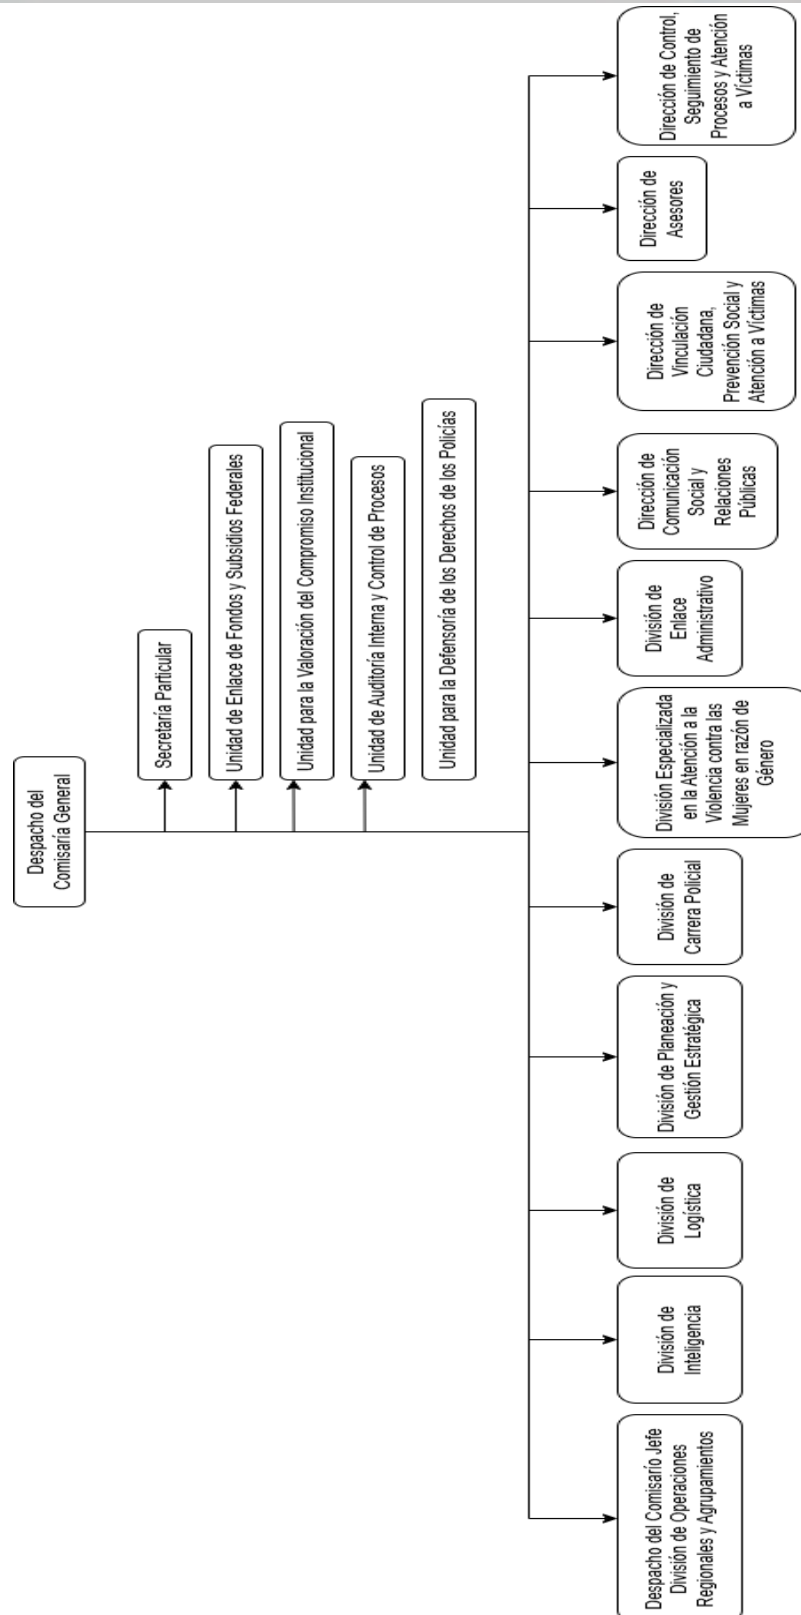 Despacho del
Comisaría General
Secretaría Particular
Unidad de Enlace de Fondos y Subsidios Federales
Unidad para la Valoración del Compromiso Institucional
Unidad de Auditoría Interna y Control de Procesos
Unidad para la Defensoría de los Derechos de los Policías
Despacho del Comisario Jefe
División de Operaciones
Regionales y Agrupamientos
División de
Inteligencia
División de
Logística
División de Planeación y
Gestión Estratégica
División de
Carrera Policial
División Especializada
en la Atención a la
Violencia contra las
Mujeres en razón de
Género
División de
Enlace
Administrativo
Dirección de
Comunicación
Social y
Relaciones
Públicas
Dirección de
Vinculación
Ciudadana,
Prevención Social y
Atención a Víctimas
Dirección de
Asesores
Dirección de Control,
Seguimiento de
Procesos y Atención
a Víctimas